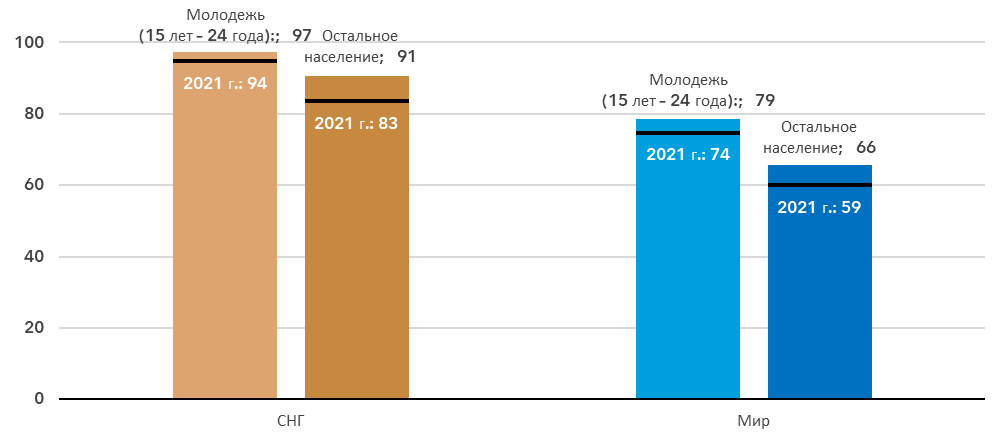 Молодежь
(15 лет – 24 года):; 97
Остальное
население; 91
Молодежь
(15 лет – 24 года):; 79
Остальное
население; 66
100
80
60
40
20
0
2021 г.: 94
2021 г.: 83
2021 г.: 74
2021 г.: 59
СНГ
Мир